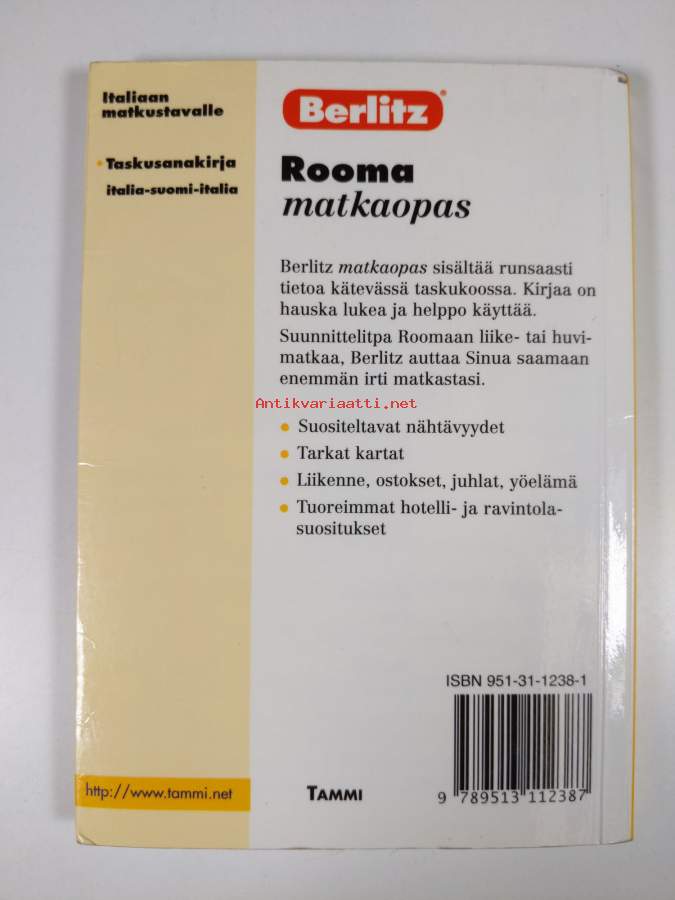 Italiaan
matkustavalle
• Taskusanakirja
italia-suomi-italia
Berlitz®
Rooma
matkaopas
Berlitz matkaopas sisältää runsaasti
tietoa kätevässä taskukoossa. Kirjaa on
hauska lukea ja helppo käyttää.
Suunnittelitpa Roomaan liike- tai huvi-
matkaa, Berlitz auttaa Sinua saamaan
enemmän irti matkastasi.
Antikvariaatti.net
• Suositeltavat nähtävyydet
• Tarkat kartat
• Liikenne, ostokset, juhlat, yöelämä
• Tuoreimmat hotelli- ja ravintola-
suositukset
ISBN 951-31-1238-1
9 789513 112387
http://www.tammi.net
TAMMI